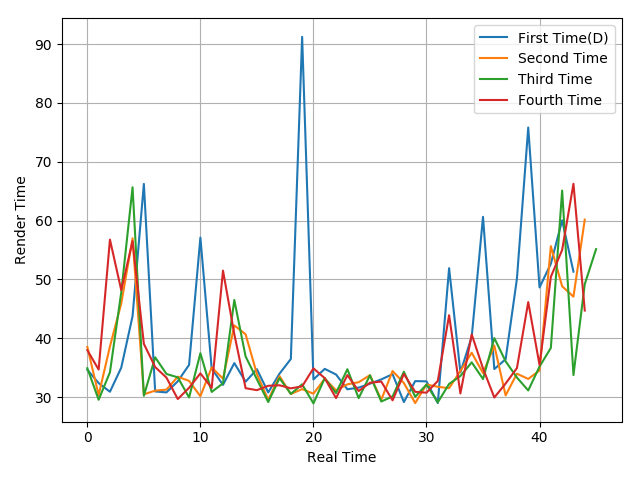 First Time(D)
Second Time
Third Time
Fourth Time
90
80
70
60
50
40
30
Render Time
0 10 20 30 40
Real Time